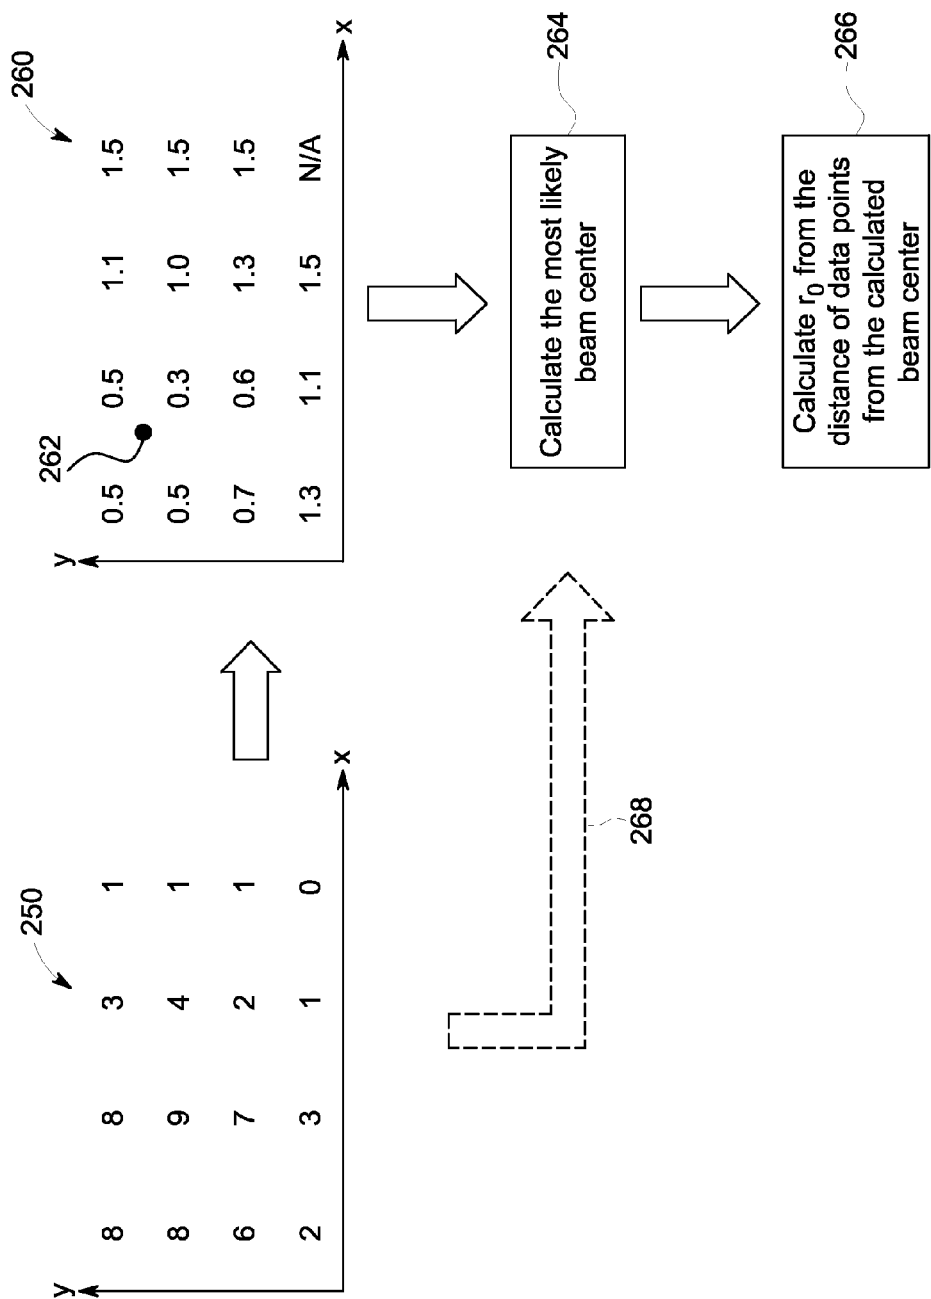 250
y
8 8 3 1
8 9 4 1
6 7 2 1
2 3 1 0
x
260
262
y
0.5 0.5 1.1 1.5
0.5 0.3 1.0 1.5
0.7 0.6 1.3 1.5
1.3 1.1 1.5 N/A
x
268
Calculate the most likely
beam center
264
Calculate r0 from the
distance of data points
from the calculated
beam center
266